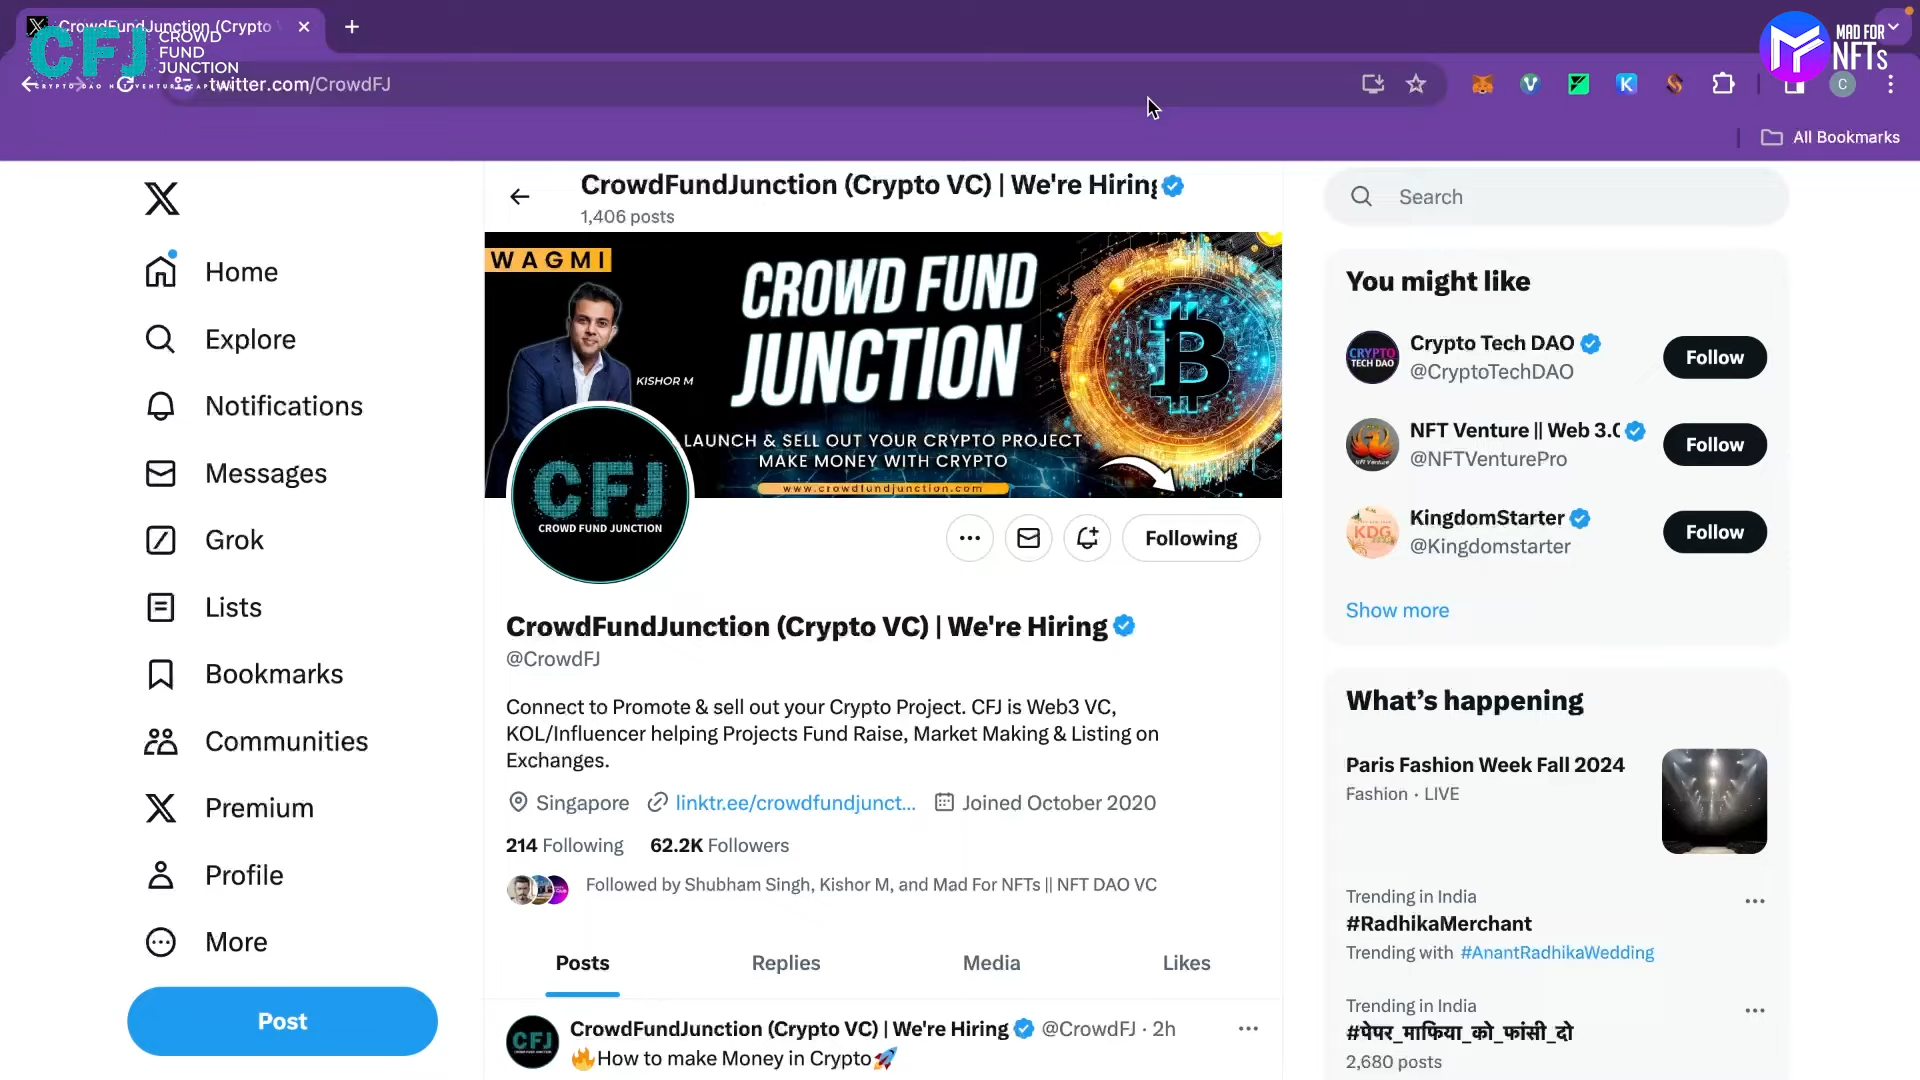 CrowdFundJunction (Crypto
CFJ
CROWD
FUND
JUNCTION
twitter.com/CrowdFJ
MAD FOR
NFTs
K
C
All Bookmarks
Home
Explore
Notifications
Messages
Grok
Lists
Bookmarks
Communities
Premium
Profile
More
Post
CrowdFundJunction (Crypto VC) | We're Hiring
1,406 posts
WAGMI
KISHOR M
CROWD FUND
JUNCTION
LAUNCH & SELL OUT YOUR CRYPTO PROJECT
MAKE MONEY WITH CRYPTO
www.crowdfundjunction.com
CFJ
CROWD FUND JUNCTION
Following
CrowdFundJunction (Crypto VC) | We're Hiring
@CrowdFJ
Connect to Promote & sell out your Crypto Project. CFJ is Web3 VC,
KOL/Influencer helping Projects Fund Raise, Market Making & Listing on
Exchanges.
Singapore linktr.ee/crowdfundjunct... Joined October 2020
214 Following 62.2K Followers
Followed by Shubham Singh, Kishor M, and Mad For NFTs || NFT DAO VC
Posts Replies Media Likes
CFJ
CrowdFundJunction (Crypto VC) | We're Hiring @CrowdFJ · 2h
🔥How to make Money in Crypto🚀
Search
You might like
CRYPTO
TECH DAO
Crypto Tech DAO
@CryptoTechDAO
Follow
NFT Venture || Web 3.0
@NFTVenturePro
Follow
KDG
KingdomStarter
@Kingdomstarter
Follow
Show more
What's happening
Paris Fashion Week Fall 2024
Fashion · LIVE
Trending in India
#RadhikaMerchant
Trending with #AnantRadhikaWedding
Trending in India
#पेपर_माफिया_को_फांसी_दो
2,680 posts